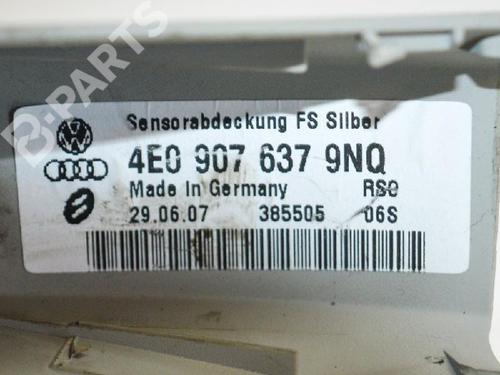 B-PARTS
Sensorabdeckung FS Silber
4E0 907 637 9NQ
Made In Germany RS0
29.06.07 385505 06S